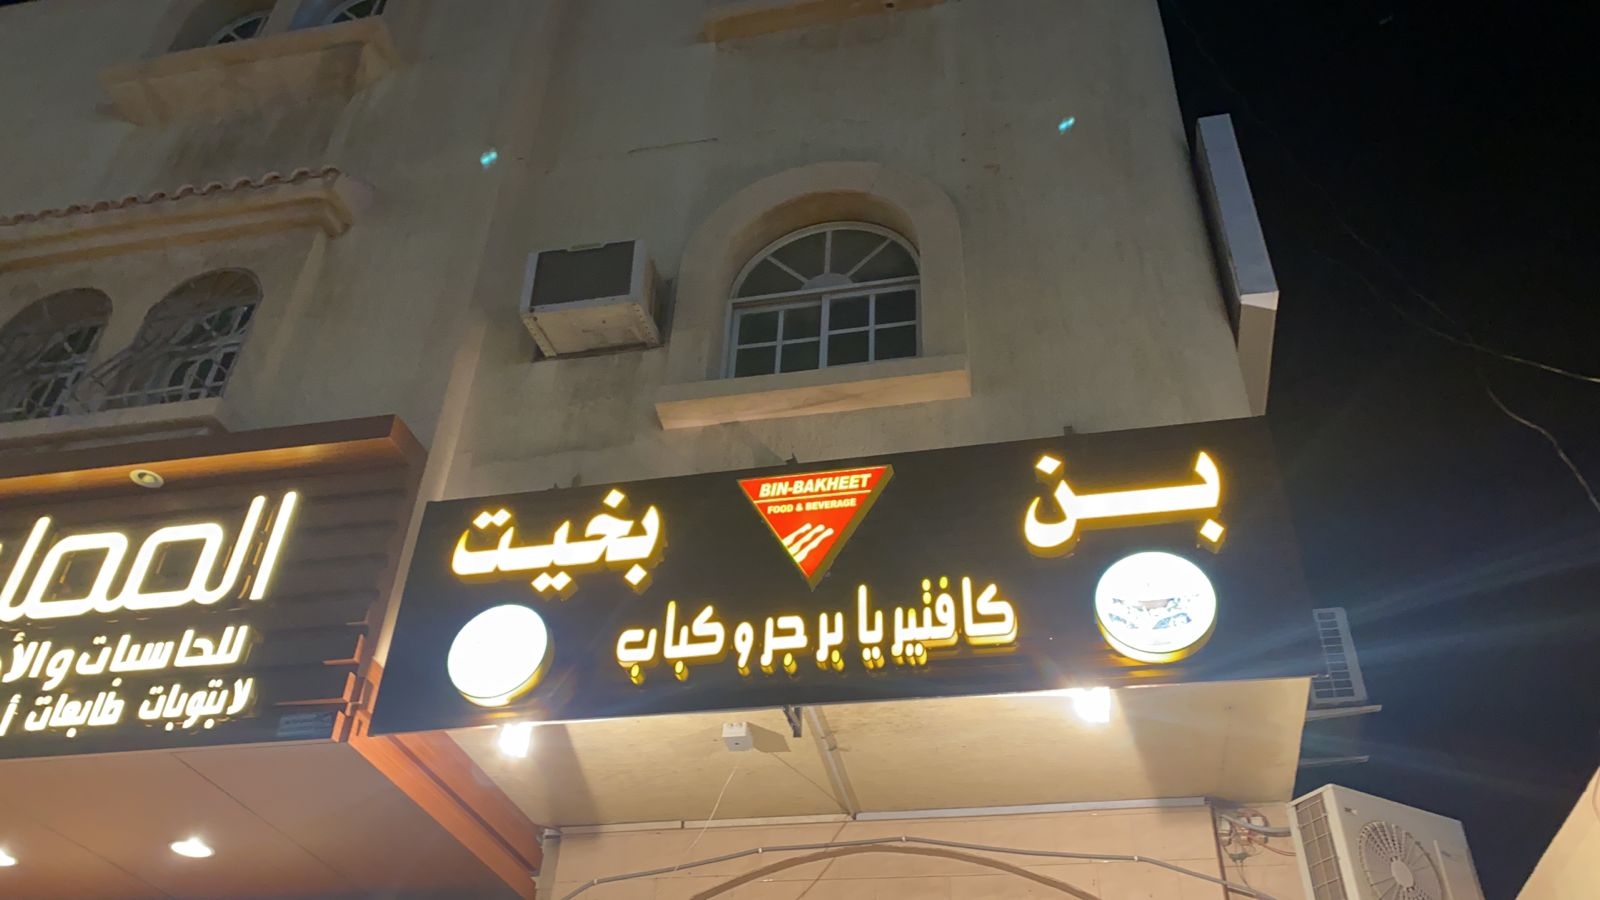 بن بخيت
BIN-BAKHEET
FOOD & BEVERAGE
كافتيريا برجر وكباب
للحاسبات
لابتوبات طابعات